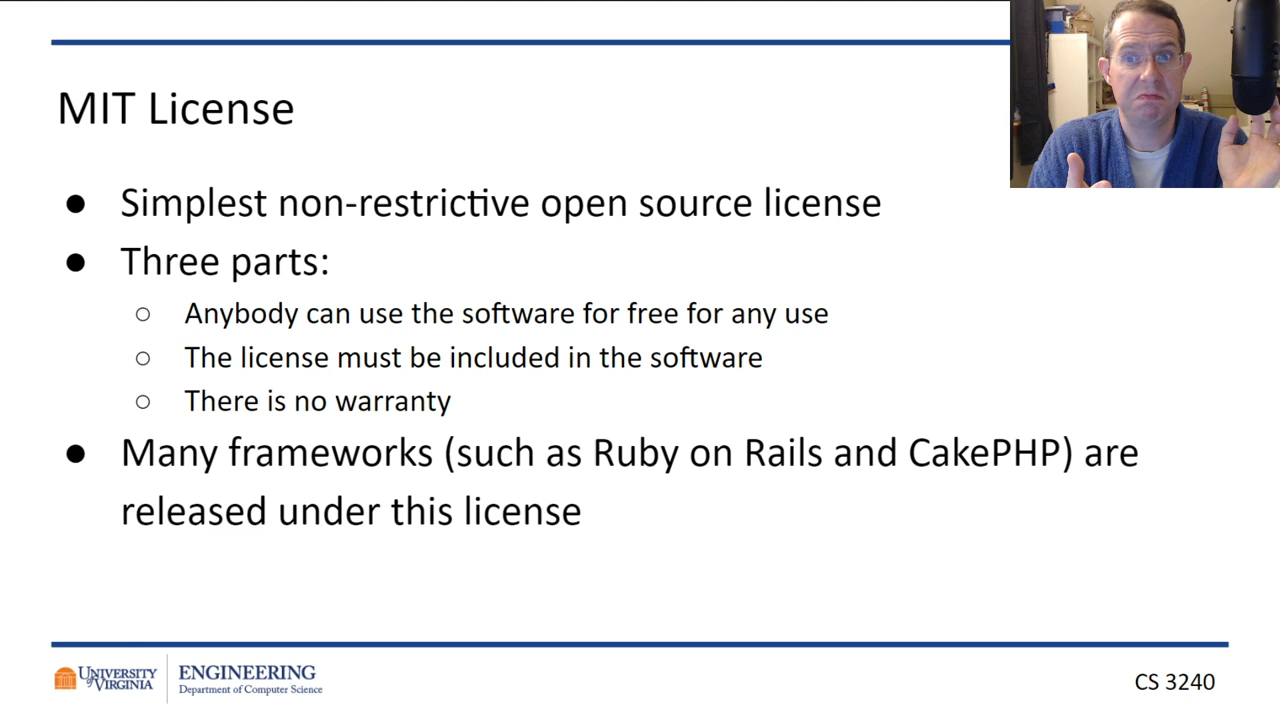 MIT License
● Simplest non-restrictive open source license
● Three parts:
○ Anybody can use the software for free for any use
○ The license must be included in the software
○ There is no warranty
● Many frameworks (such as Ruby on Rails and CakePHP) are
released under this license
UNIVERSITY
of VIRGINIA
ENGINEERING
Department of Computer Science
CS 3240